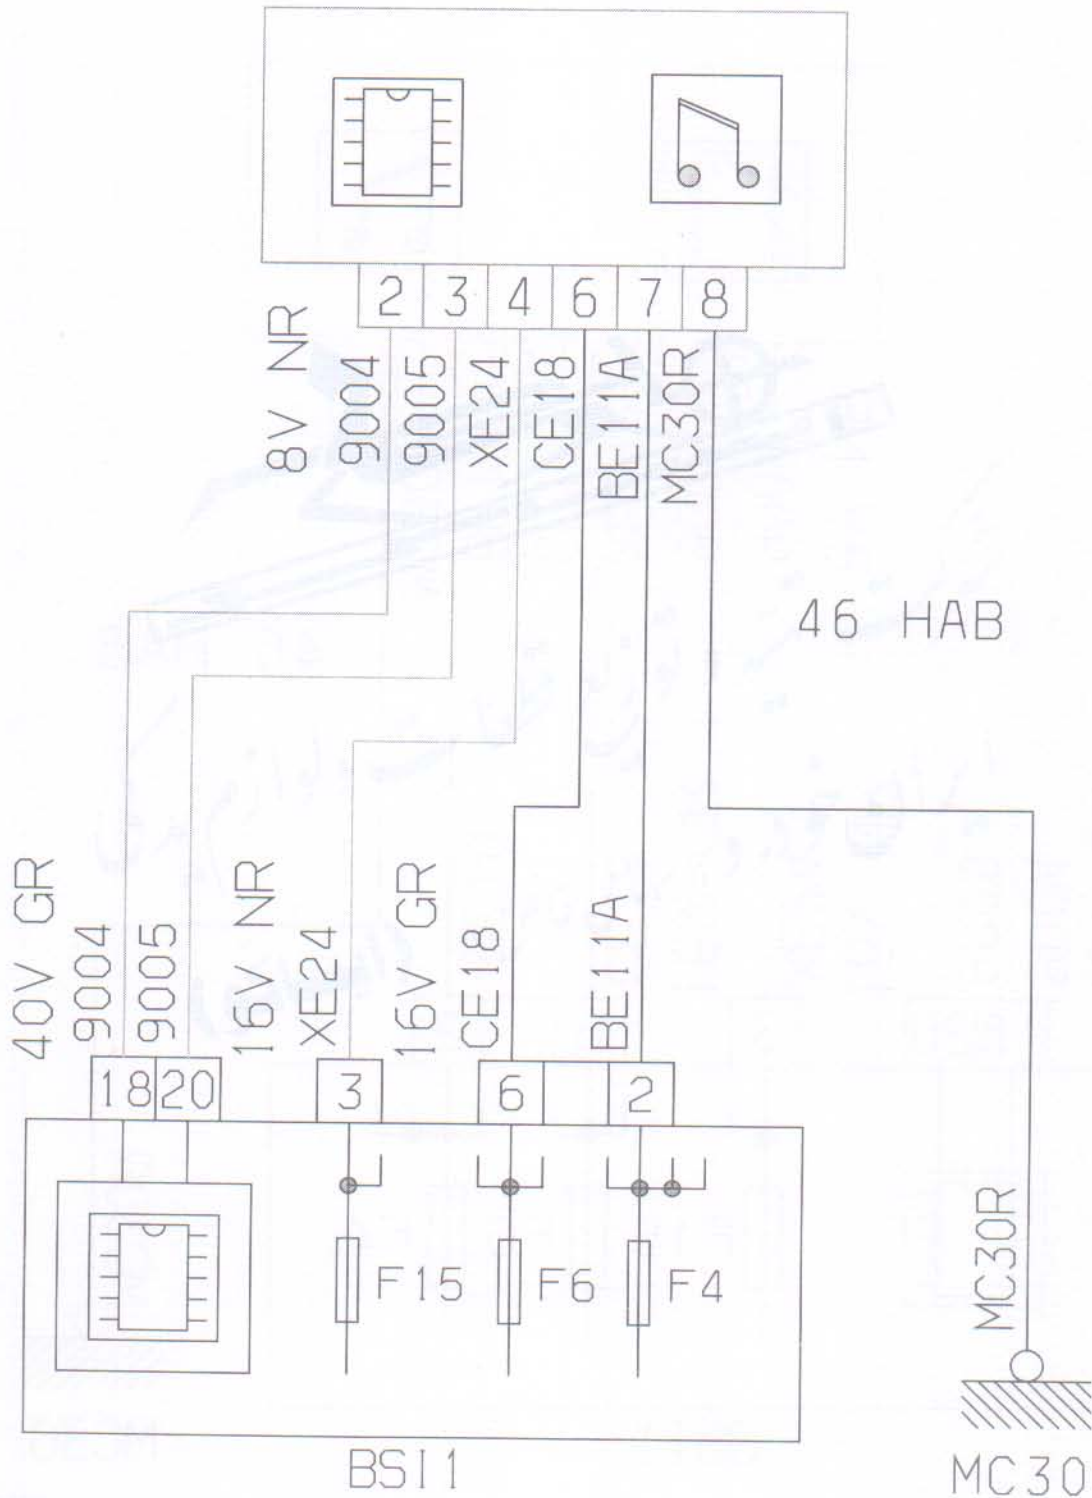 2 3 4 6 7 8
8V NR
9004
9005
XE24
CE18
BE11A
MC30R
46 HAB
40V GR
9004
9005
16V NR
XE24
16V GR
CE18
BE11A
18 20 3 6 2
F15 F6 F4
MC30R
BSI1
MC30